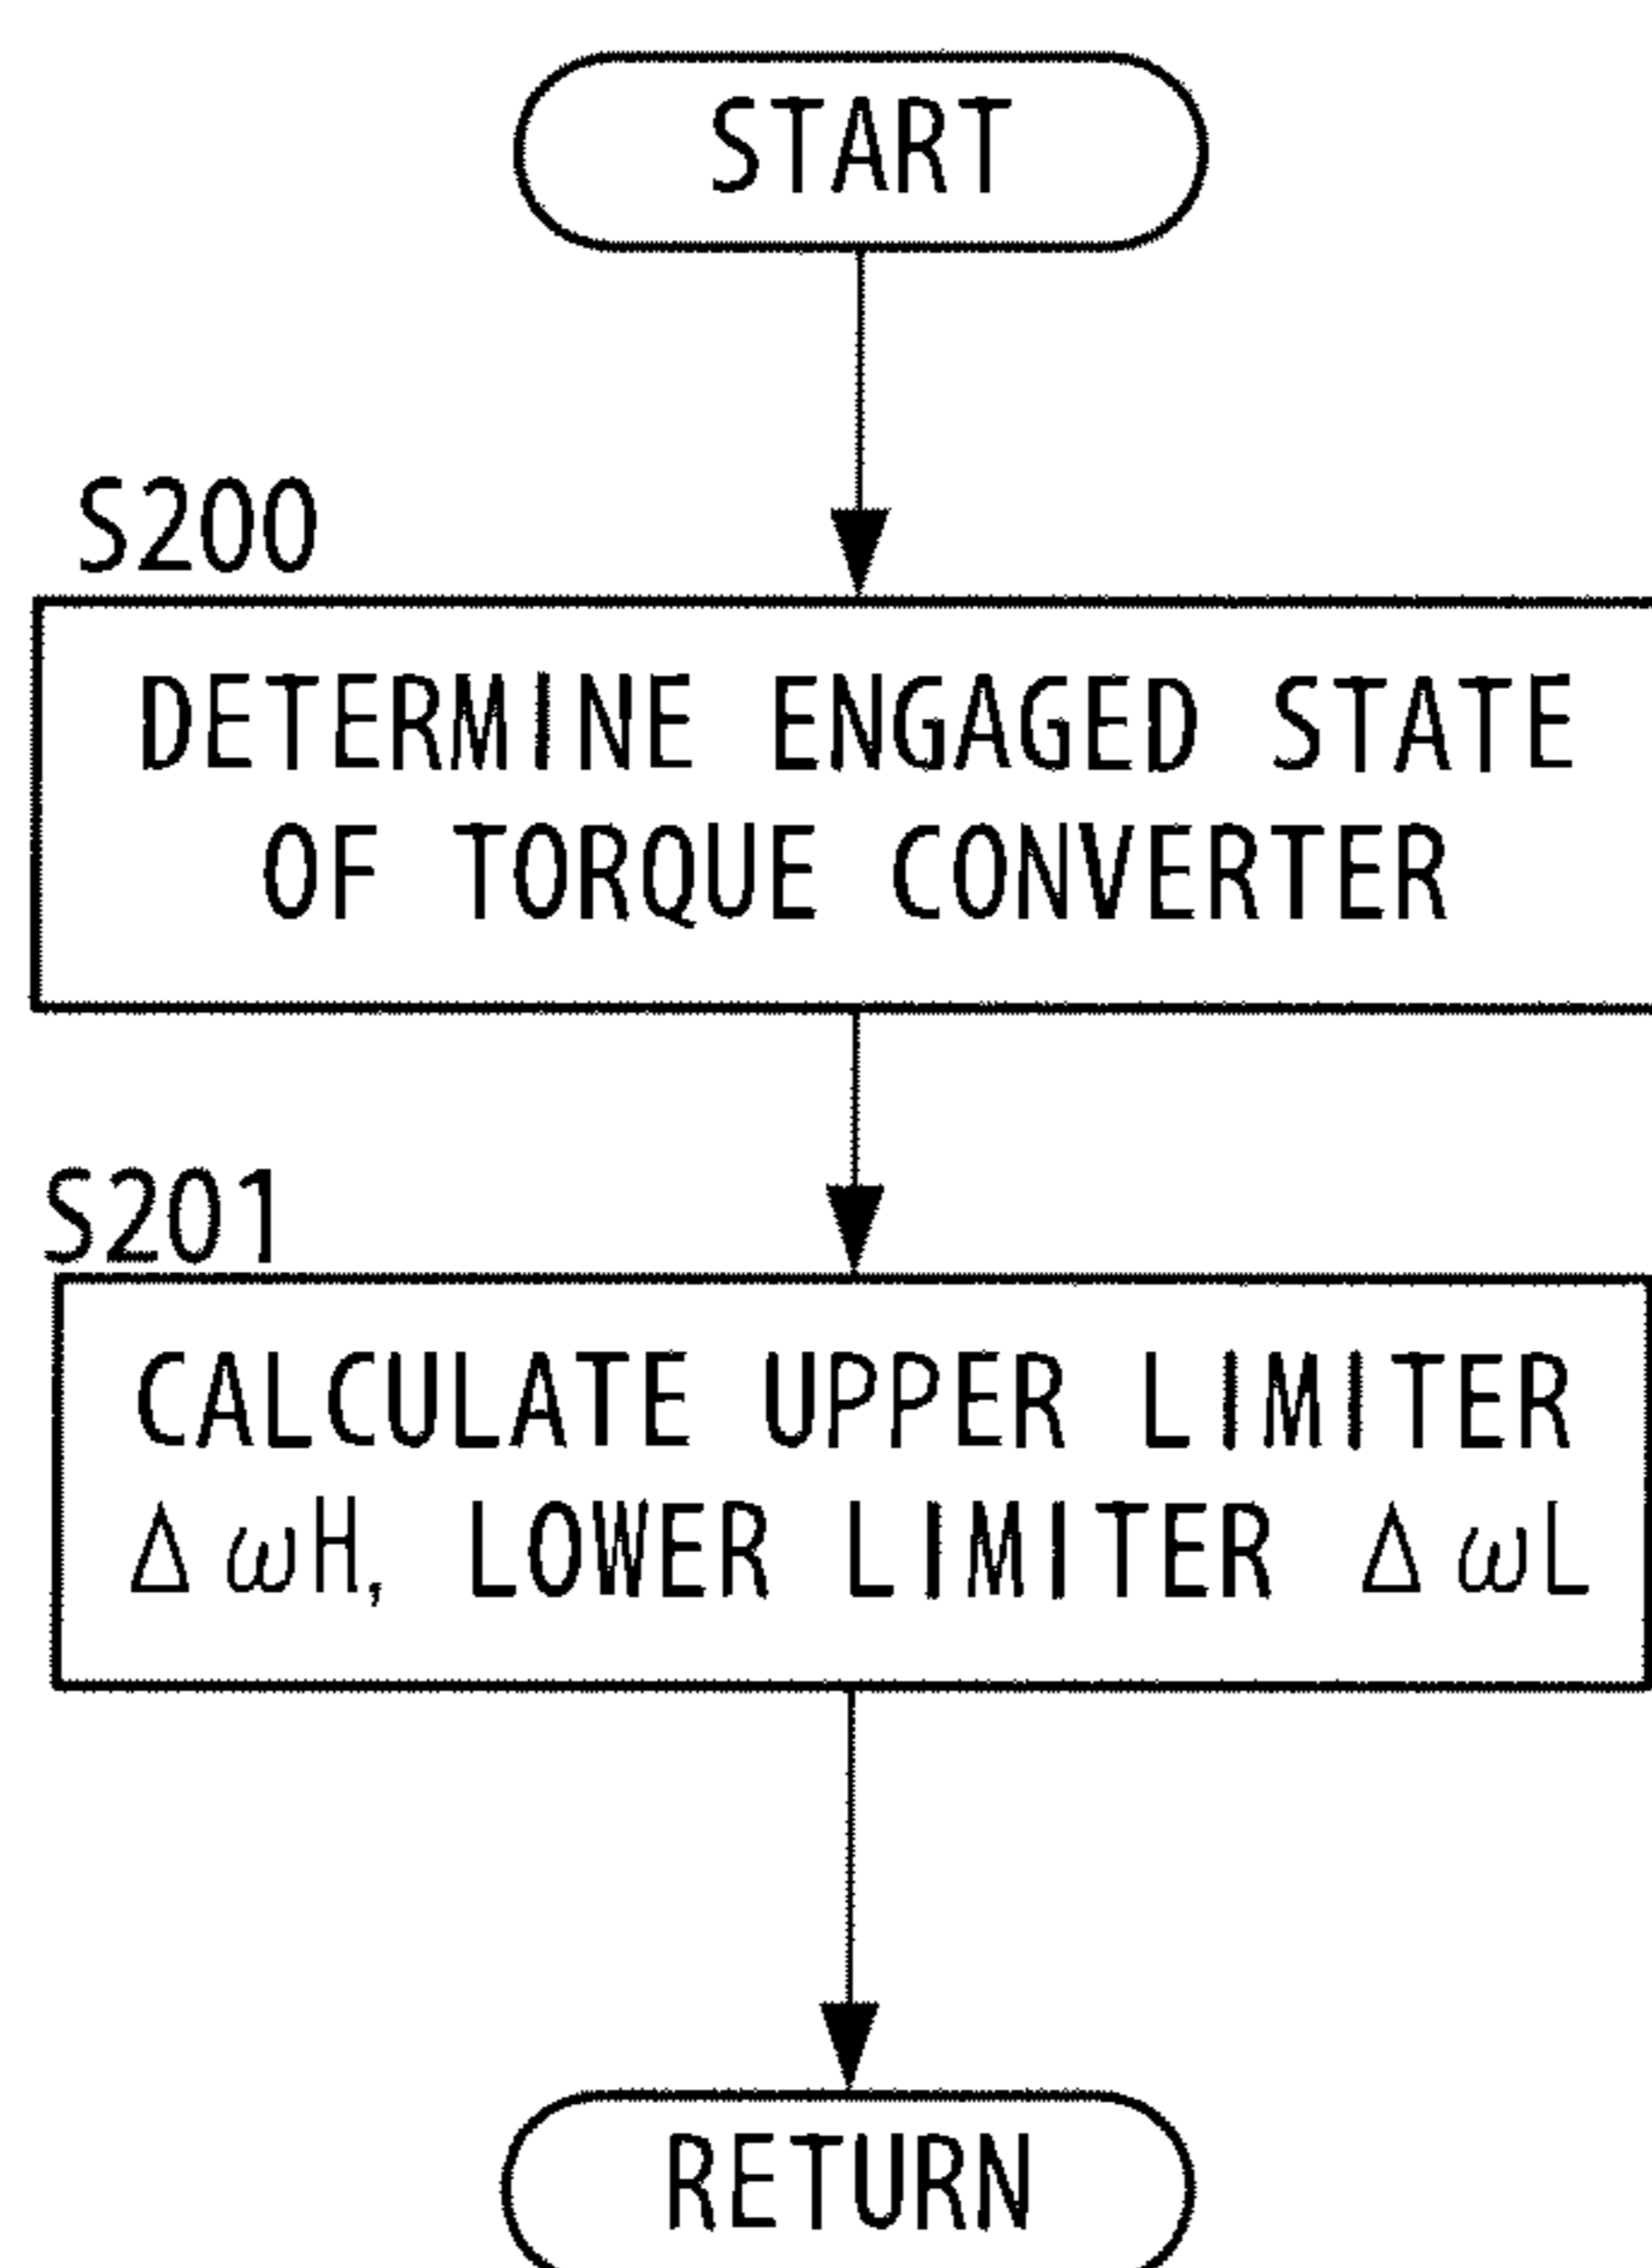 START
S200
DETERMINE ENGAGED STATE
OF TORQUE CONVERTER
S201
CALCULATE UPPER LIMITER
ΔωH, LOWER LIMITER ΔωL
RETURN